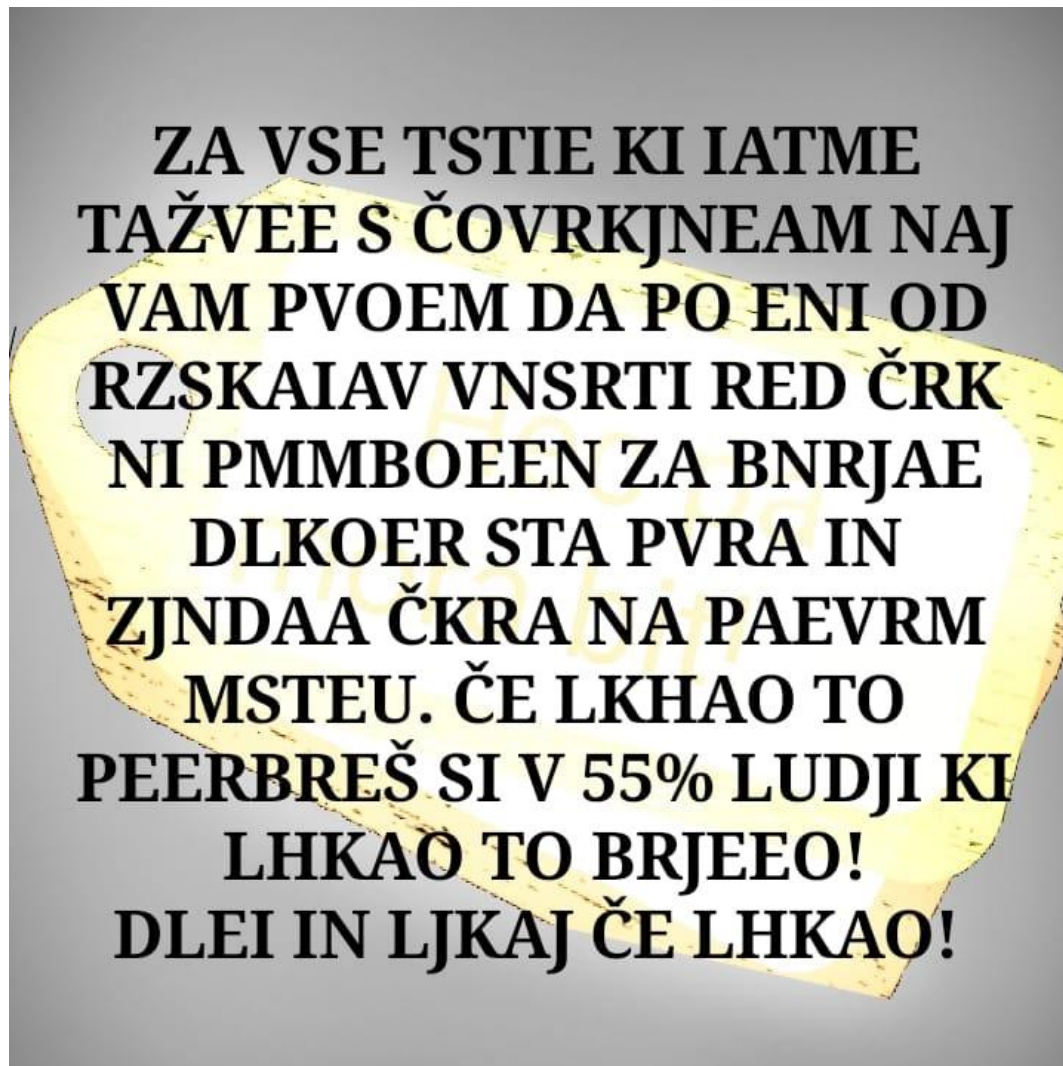 ZA VSE TSTIE KI IATME
TAŽVEE S ČOVRKJNEAM NAJ
VAM PVOEM DA PO ENI OD
RZSKAIAV VNSRTI RED ČRK
NI PMMBOEEN ZA BNRJAE
DLKOER STA PVRA IN
ZJNDAA ČKRA NA PAEVRM
MSTEU. ČE LKHAO TO
PEERBREŠ SI V 55% LUDJI KI
LHKAO TO BRJEEO!
DLEI IN LJKAJ ČE LHKAO!